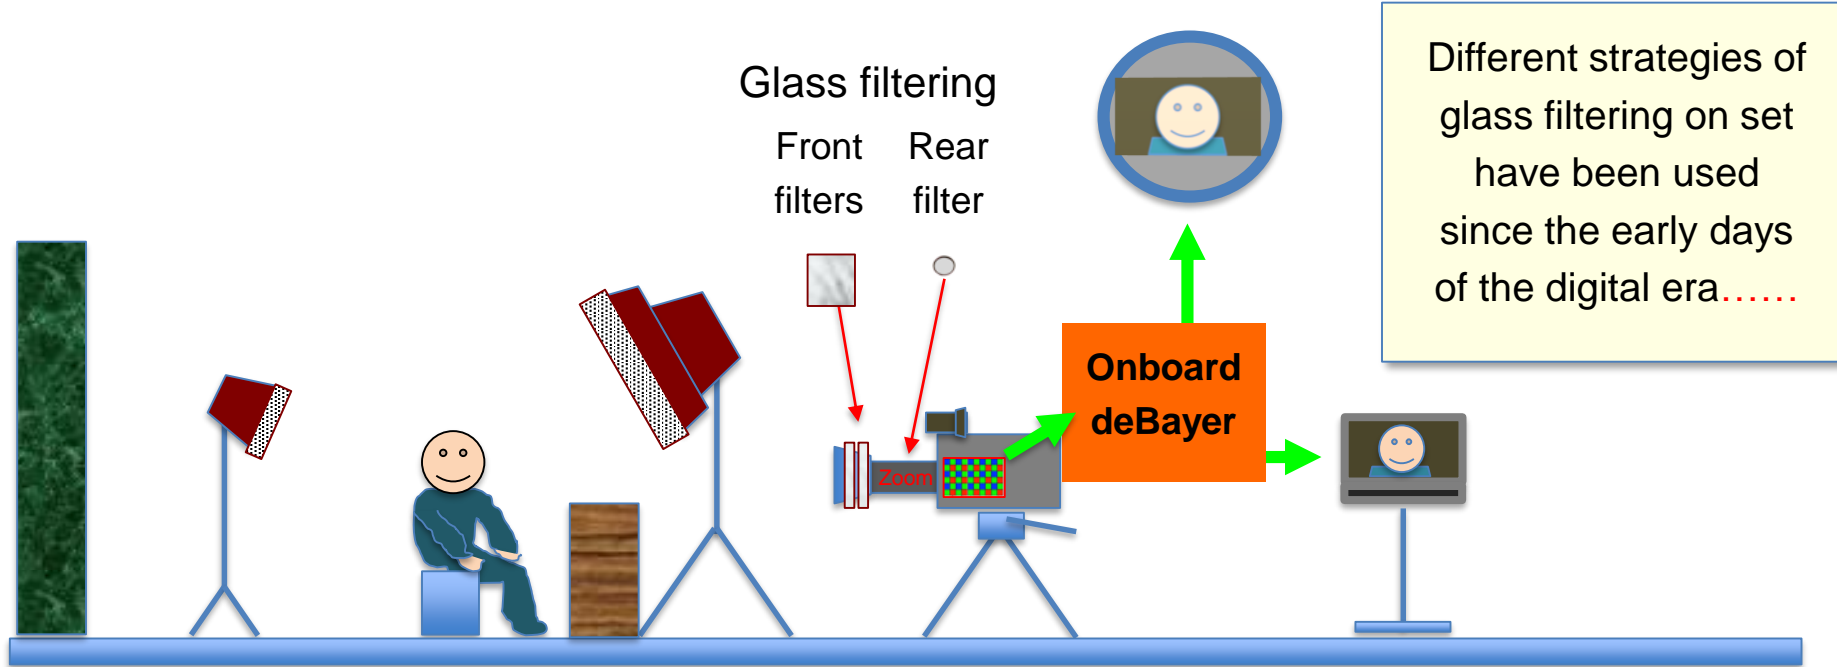 Glass filtering
Front
filters
Rear
filter
Different strategies of
glass filtering on set
have been used
since the early days
of the digital era......
Onboard
deBayer
Zoom